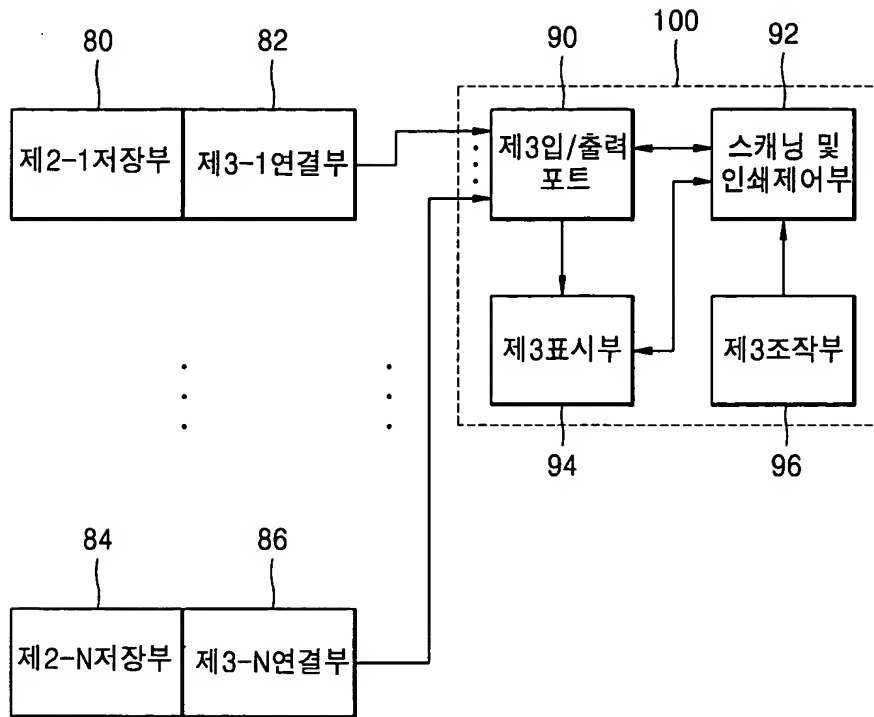 80
82
100
90
92
제2-1저장부
제3-1연결부
제3입/출력
포트
스캐닝 및
인쇄제어부
제3표시부
제3조작부
94
96
84
86
제2-N저장부
제3-N연결부